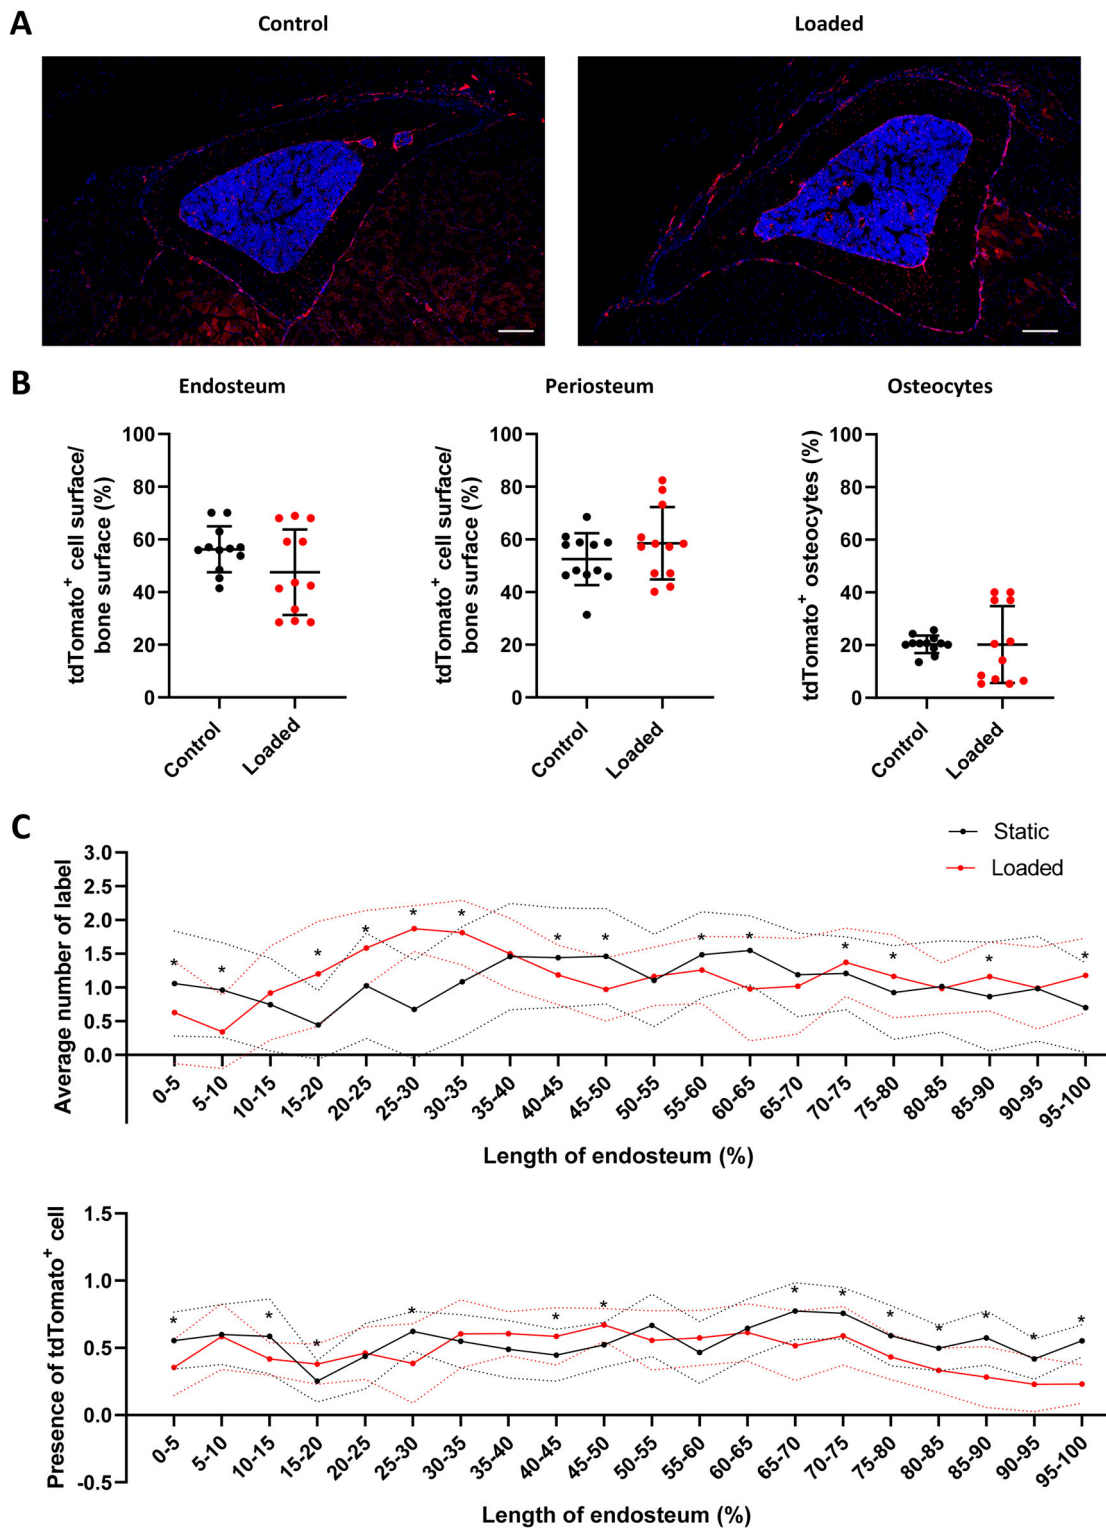 A
Control
Loaded
B
Endosteum
Periosteum
Osteocytes
tdTomato⁺ cell surface/
bone surface (%)
100
80
60
40
20
0
Control
Loaded
tdTomato⁺ cell surface/
bone surface (%)
100
80
60
40
20
0
Control
Loaded
tdTomato⁺ osteocytes (%)
100
80
60
40
20
0
Control
Loaded
C
Static
Loaded
Average number of label
3.0
2.5
2.0
1.5
1.0
0.5
0.0
* * * * * * * * * * * * * *
0-5
5-10
10-15
15-20
20-25
25-30
30-35
35-40
40-45
45-50
50-55
55-60
60-65
65-70
70-75
75-80
80-85
85-90
90-95
95-100
Length of endosteum (%)
Presence of tdTomato⁺ cell
1.5
1.0
0.5
0.0
-0.5
* * * * * * * * * * * * *
0-5
5-10
10-15
15-20
20-25
25-30
30-35
35-40
40-45
45-50
50-55
55-60
60-65
65-70
70-75
75-80
80-85
85-90
90-95
95-100
Length of endosteum (%)